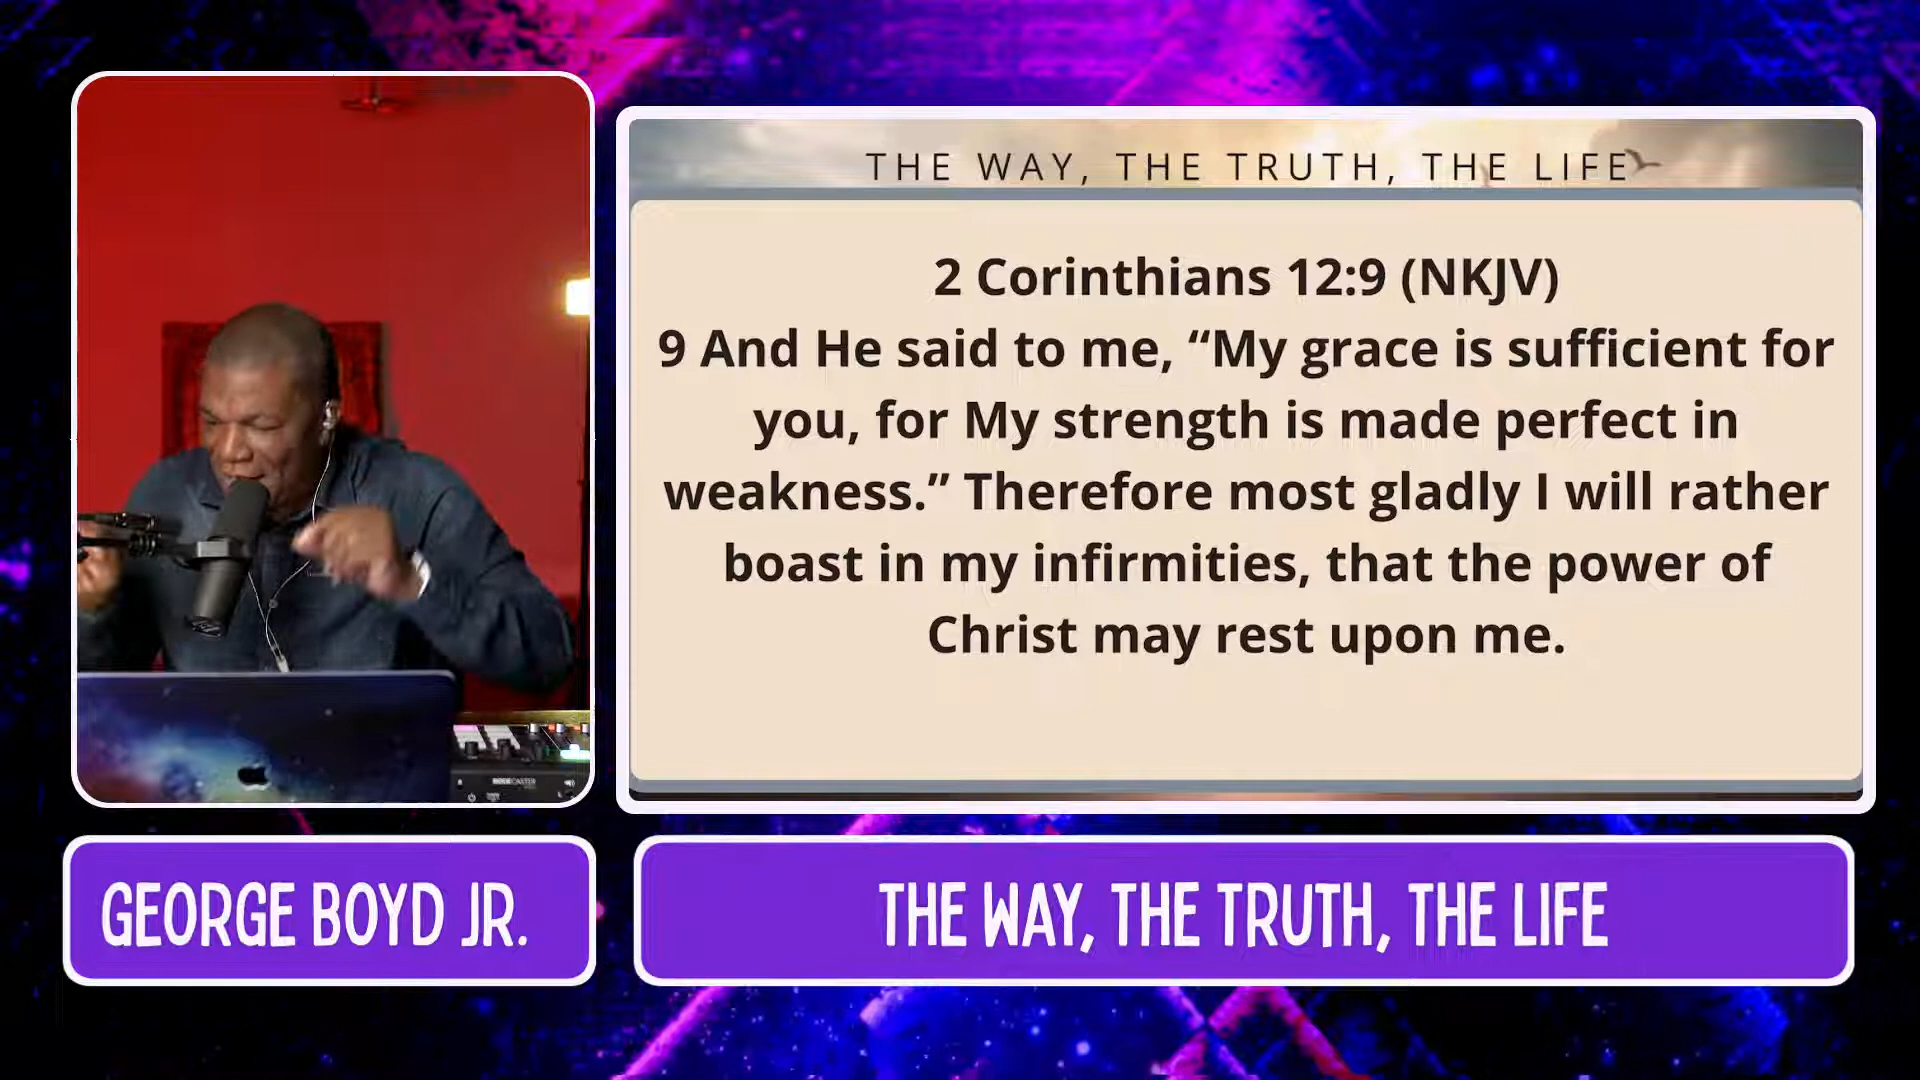 THE WAY, THE TRUTH, THE LIFE
2 Corinthians 12:9 (NKJV)
9 And He said to me, “My grace is sufficient for
you, for My strength is made perfect in
weakness.” Therefore most gladly I will rather
boast in my infirmities, that the power of
Christ may rest upon me.
GEORGE BOYD JR.
THE WAY, THE TRUTH, THE LIFE